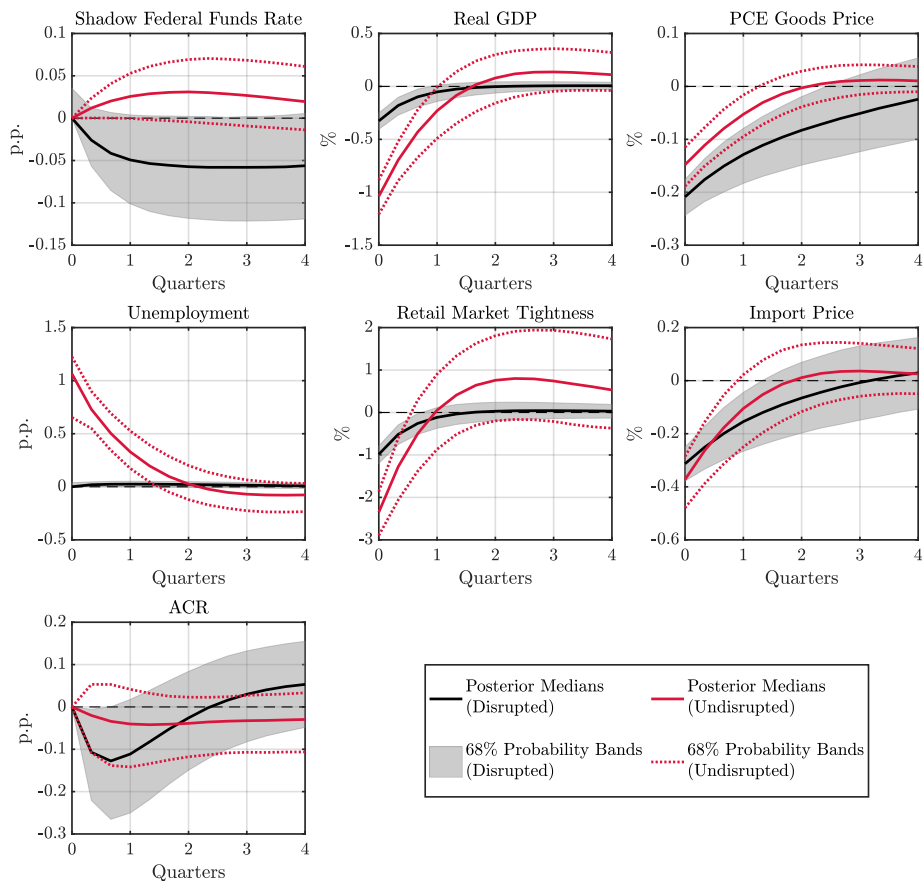 Shadow Federal Funds Rate
0.1
0.05
0
-0.05
-0.1
-0.15
p.p.
0 1 2 3 4
Quarters
Real GDP
0.5
0
-0.5
-1
-1.5
%
0 1 2 3 4
Quarters
PCE Goods Price
0.1
0
-0.1
-0.2
-0.3
%
0 1 2 3 4
Quarters
Unemployment
1.5
1
0.5
0
-0.5
p.p.
0 1 2 3 4
Quarters
Retail Market Tightness
2
1
0
-1
-2
-3
%
0 1 2 3 4
Quarters
Import Price
0.2
0
-0.2
-0.4
-0.6
%
0 1 2 3 4
Quarters
ACR
0.2
0.1
0
-0.1
-0.2
-0.3
p.p.
0 1 2 3 4
Quarters
Posterior Medians
(Disrupted)
Posterior Medians
(Undisrupted)
68% Probability Bands
(Disrupted)
68% Probability Bands
(Undisrupted)